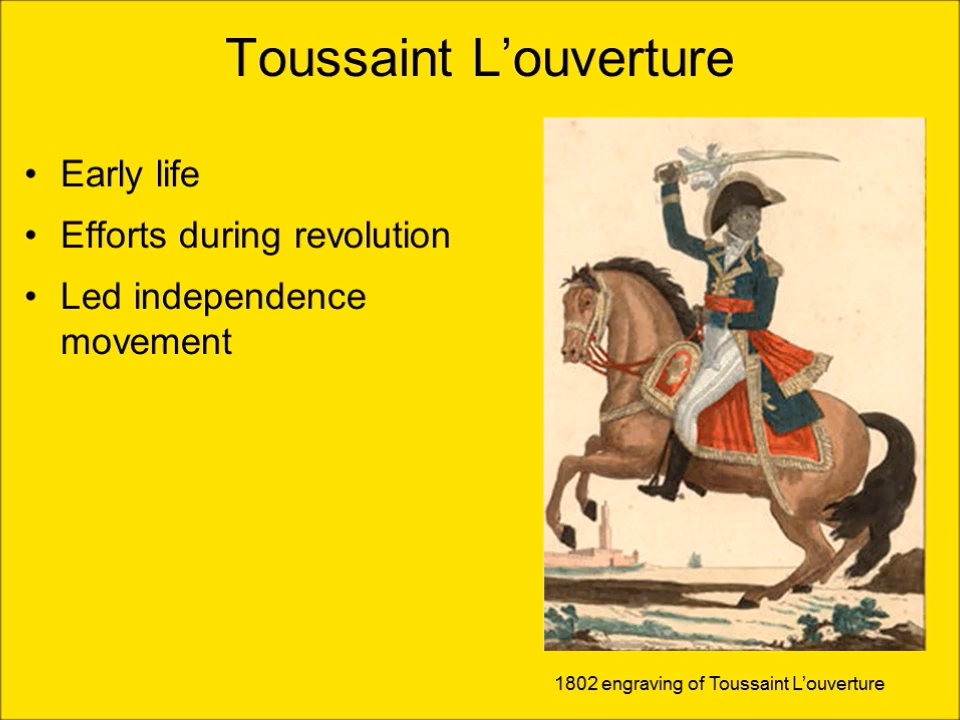 Toussaint L’ouverture
• Early life
• Efforts during revolution
• Led independence
movement
1802 engraving of Toussaint L’ouverture